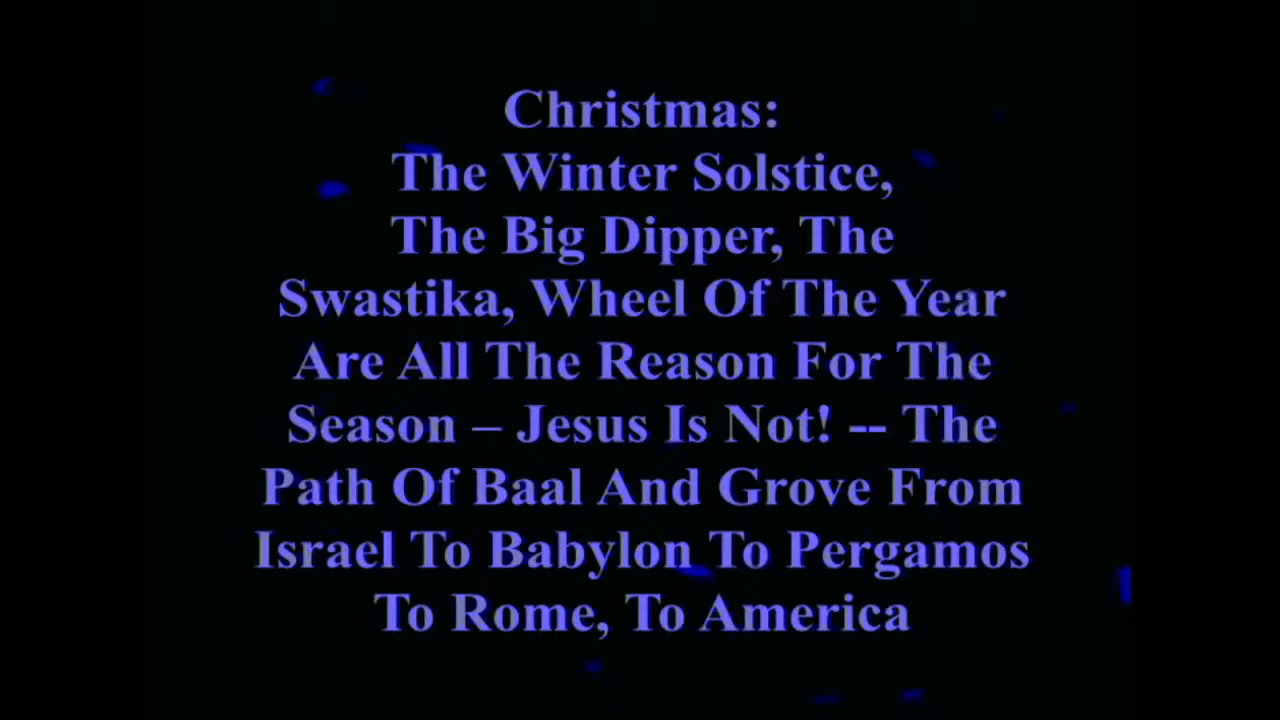 Christmas:
The Winter Solstice,
The Big Dipper, The
Swastika, Wheel Of The Year
Are All The Reason For The
Season – Jesus Is Not! -- The
Path Of Baal And Grove From
Israel To Babylon To Pergamos
To Rome, To America